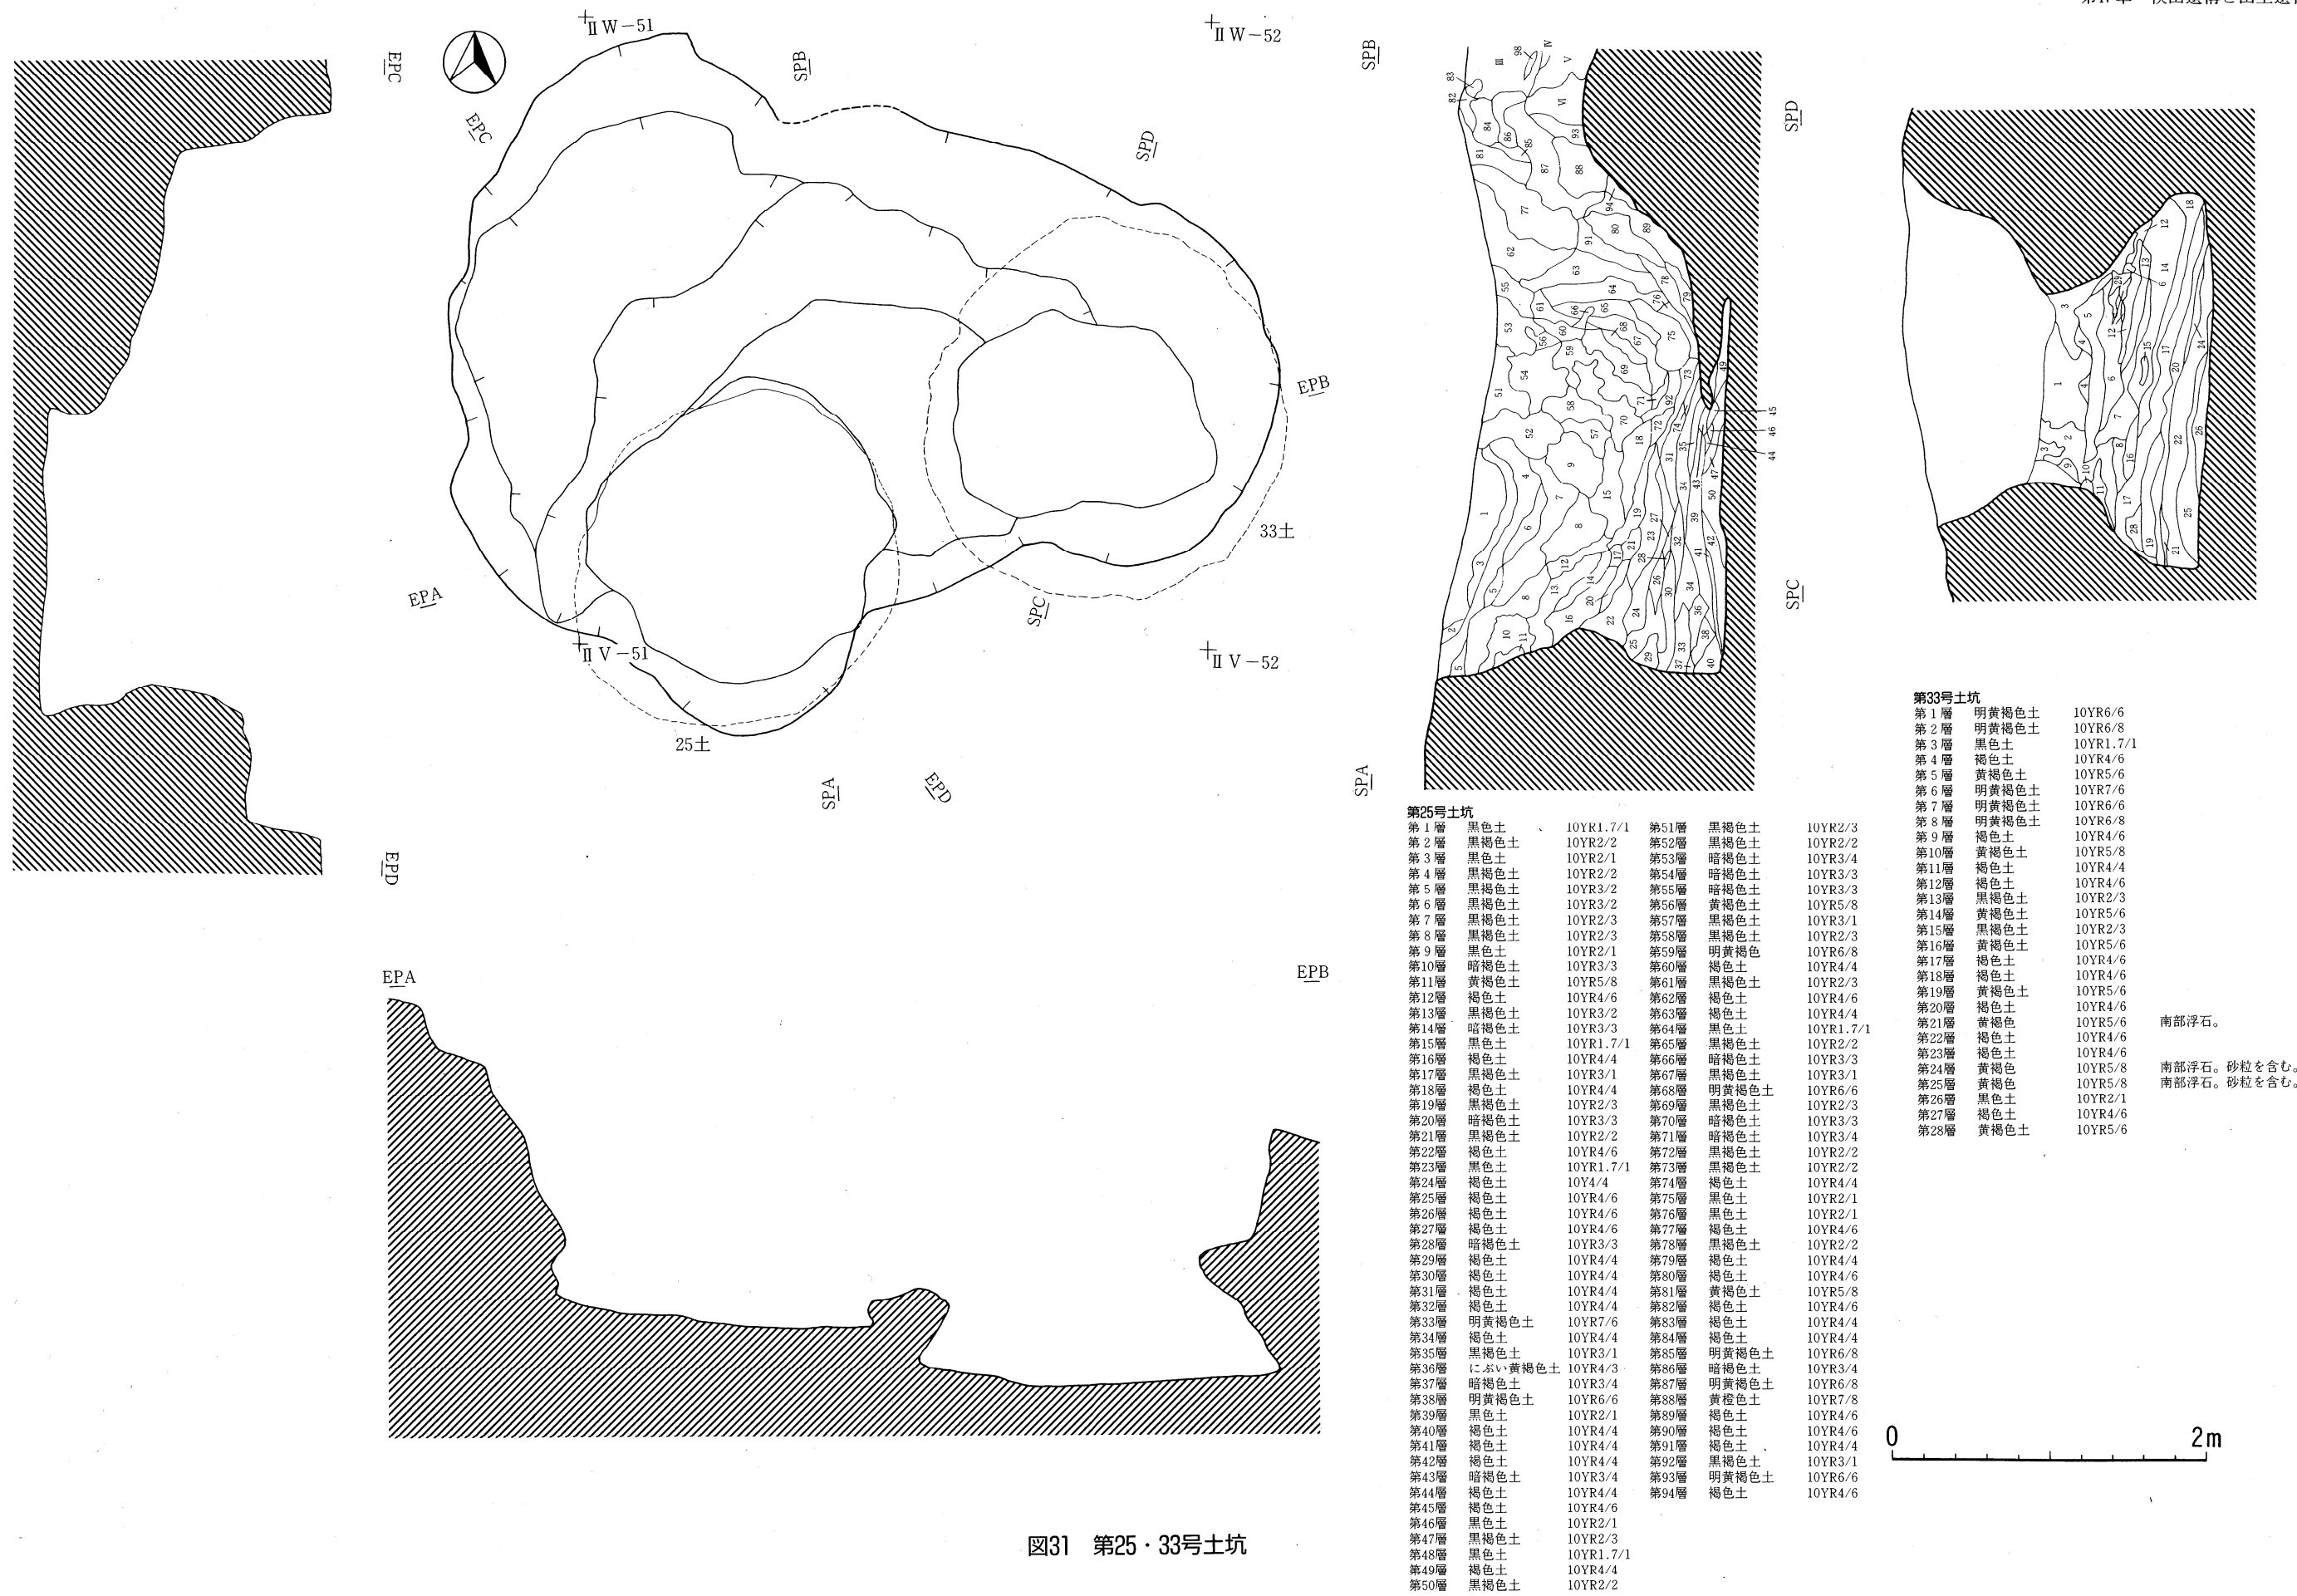 ⅡW-51
ⅡW-52
EPC
SPB
EPC
SPD
EPB
33土
EPA
SPC
ⅡV-51
ⅡV-52
25土
SPA
EPD
EPD
EPA
EPB
SPB
SPA
SPD
SPC
第25号土坑
第1層 黒色土 10YR1.7/1
第2層 黒褐色土 10YR2/2
第3層 黒色土 10YR2/1
第4層 黒褐色土 10YR2/2
第5層 黒褐色土 10YR3/2
第6層 黒褐色土 10YR3/2
第7層 黒褐色土 10YR2/3
第8層 黒褐色土 10YR2/3
第9層 黒色土 10YR2/1
第10層 暗褐色土 10YR3/3
第11層 黄褐色土 10YR5/8
第12層 褐色土 10YR4/6
第13層 黒褐色土 10YR3/2
第14層 暗褐色土 10YR3/3
第15層 黒色土 10YR1.7/1
第16層 褐色土 10YR4/4
第17層 黒褐色土 10YR3/1
第18層 褐色土 10YR4/4
第19層 黒褐色土 10YR2/3
第20層 暗褐色土 10YR3/3
第21層 黒褐色土 10YR2/2
第22層 褐色土 10YR4/6
第23層 黒色土 10YR1.7/1
第24層 褐色土 10Y4/4
第25層 褐色土 10YR4/6
第26層 褐色土 10YR4/6
第27層 褐色土 10YR4/6
第28層 暗褐色土 10YR3/3
第29層 褐色土 10YR4/4
第30層 褐色土 10YR4/4
第31層 褐色土 10YR4/4
第32層 褐色土 10YR4/4
第33層 明黄褐色土 10YR7/6
第34層 褐色土 10YR4/4
第35層 黒褐色土 10YR3/1
第36層 にぶい黄褐色土 10YR4/3
第37層 暗褐色土 10YR3/4
第38層 明黄褐色土 10YR6/6
第39層 黒色土 10YR2/1
第40層 褐色土 10YR4/4
第41層 褐色土 10YR4/4
第42層 褐色土 10YR4/4
第43層 暗褐色土 10YR3/4
第44層 褐色土 10YR4/4
第45層 褐色土 10YR4/6
第46層 黒色土 10YR2/1
第47層 黒褐色土 10YR2/3
第48層 黒色土 10YR1.7/1
第49層 褐色土 10YR4/4
第50層 黒褐色土 10YR2/2
第51層 黒褐色土 10YR2/3
第52層 黒褐色土 10YR2/2
第53層 暗褐色土 10YR3/4
第54層 暗褐色土 10YR3/3
第55層 暗褐色土 10YR3/3
第56層 黄褐色土 10YR5/8
第57層 黒褐色土 10YR3/1
第58層 黒褐色土 10YR2/3
第59層 明黄褐色 10YR6/8
第60層 褐色土 10YR4/4
第61層 黒褐色土 10YR2/3
第62層 褐色土 10YR4/6
第63層 褐色土 10YR4/4
第64層 黒色土 10YR1.7/1
第65層 黒褐色土 10YR2/2
第66層 暗褐色土 10YR3/3
第67層 黒褐色土 10YR3/1
第68層 明黄褐色土 10YR6/6
第69層 黒褐色土 10YR2/3
第70層 暗褐色土 10YR3/3
第71層 暗褐色土 10YR3/4
第72層 黒褐色土 10YR2/2
第73層 黒褐色土 10YR2/2
第74層 褐色土 10YR4/4
第75層 黒色土 10YR2/1
第76層 黒色土 10YR2/1
第77層 褐色土 10YR4/6
第78層 黒褐色土 10YR2/2
第79層 褐色土 10YR4/4
第80層 褐色土 10YR4/6
第81層 黄褐色土 10YR5/8
第82層 褐色土 10YR4/6
第83層 褐色土 10YR4/4
第84層 褐色土 10YR4/4
第85層 明黄褐色土 10YR6/8
第86層 暗褐色土 10YR3/4
第87層 明黄褐色土 10YR6/8
第88層 黄橙色土 10YR7/8
第89層 褐色土 10YR4/6
第90層 褐色土 10YR4/6
第91層 褐色土 10YR4/4
第92層 黒褐色土 10YR3/1
第93層 明黄褐色土 10YR6/6
第94層 褐色土 10YR4/6
第33号土坑
第1層 明黄褐色土 10YR6/6
第2層 明黄褐色土 10YR6/8
第3層 黒色土 10YR1.7/1
第4層 褐色土 10YR4/6
第5層 黄褐色土 10YR5/6
第6層 明黄褐色土 10YR7/6
第7層 明黄褐色土 10YR6/6
第8層 明黄褐色土 10YR6/8
第9層 褐色土 10YR4/6
第10層 黄褐色土 10YR5/8
第11層 褐色土 10YR4/4
第12層 褐色土 10YR4/6
第13層 黒褐色土 10YR2/3
第14層 黄褐色土 10YR5/6
第15層 黒褐色土 10YR2/3
第16層 黄褐色土 10YR5/6
第17層 褐色土 10YR4/6
第18層 褐色土 10YR4/6
第19層 黄褐色土 10YR5/6
第20層 褐色土 10YR4/6
第21層 黄褐色 10YR5/6 南部浮石。
第22層 褐色土 10YR4/6
第23層 褐色土 10YR4/6
第24層 黄褐色 10YR5/8 南部浮石。砂粒を含む。
第25層 黄褐色 10YR5/8 南部浮石。砂粒を含む。
第26層 黒色土 10YR2/1
第27層 褐色土 10YR4/6
第28層 黄褐色土 10YR5/6
0 2m
図31 第25・33号土坑